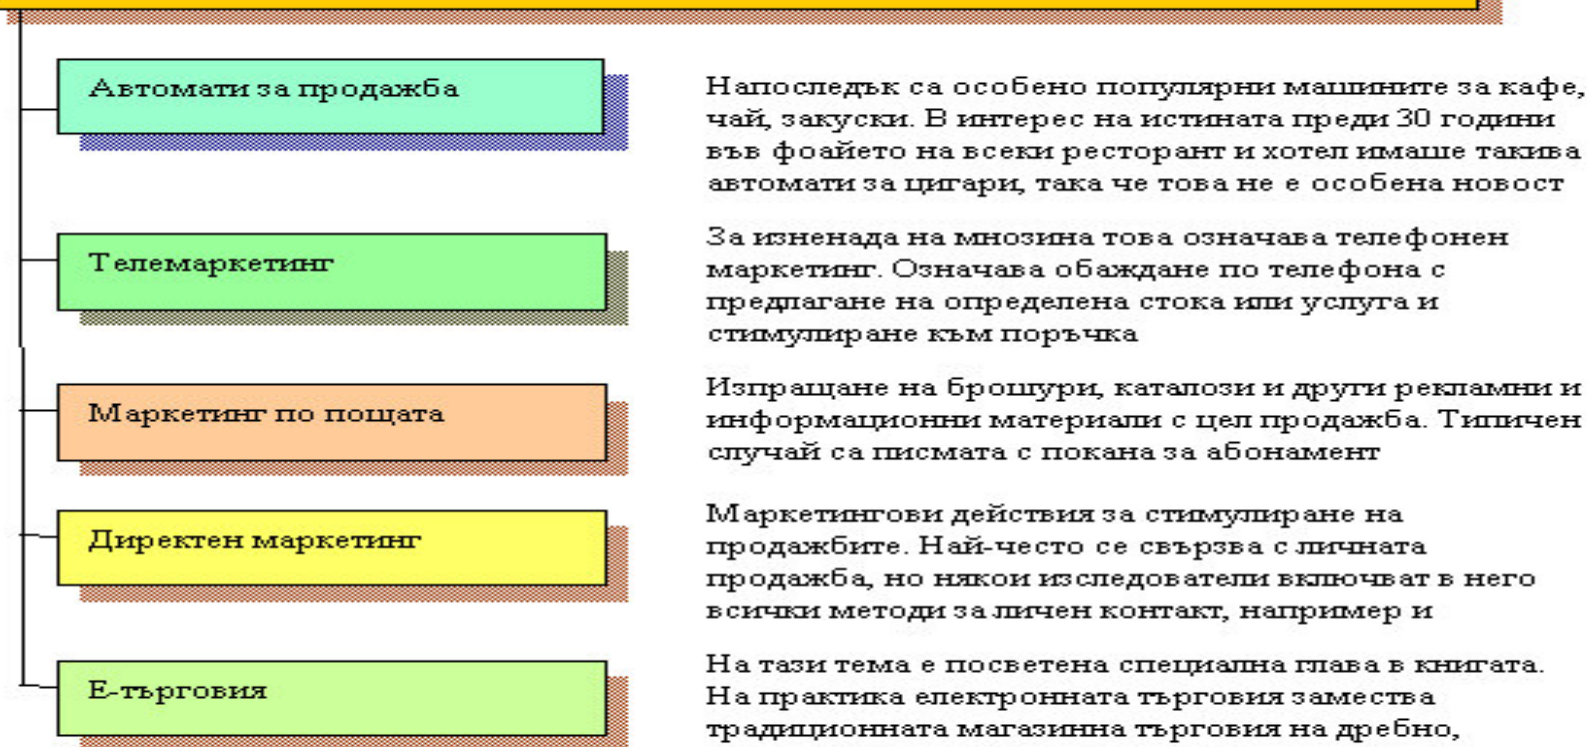 Автомати за продажба
Напоследък са особено популярни машините за кафе,
чай, закуски. В интерес на истината преди 30 години
във фоайето на всеки ресторант и хотел имаше такива
автомати за цигари, така че това не е особена новост
Телемаркетинг
За изненада на мнозина това означава телефонен
маркетинг. Означава обаждане по телефона с
предлагане на определена стока или услуга и
стимулиране към поръчка
Маркетинг по пощата
Изпращане на брошури, каталози и други рекламни и
информационни материали с цел продажба. Типичен
случай са писмата с покана за абонамент
Директен маркетинг
Маркетингови действия за стимулиране на
продажбите. Най-често се свързва с личната
продажба, но някои изследователи включват в него
всички методи за личен контакт, например и
Е-търговия
На тази тема е посветена специална глава в книгата.
На практика електронната търговия замества
традиционната магазинна търговия на дребно,